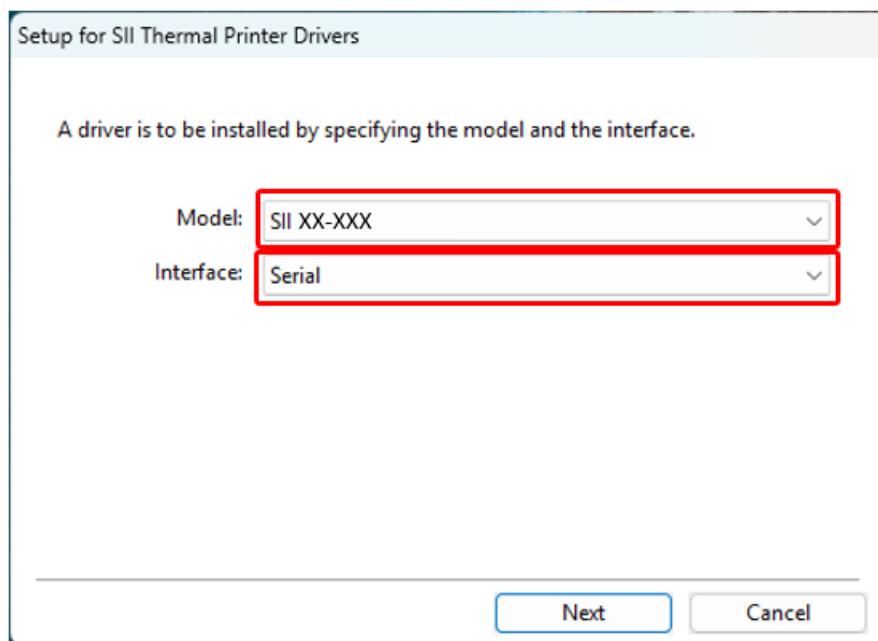 Setup for SII Thermal Printer Drivers
A driver is to be installed by specifying the model and the interface.
Model: SII XX-XXX
Interface: Serial
Next Cancel